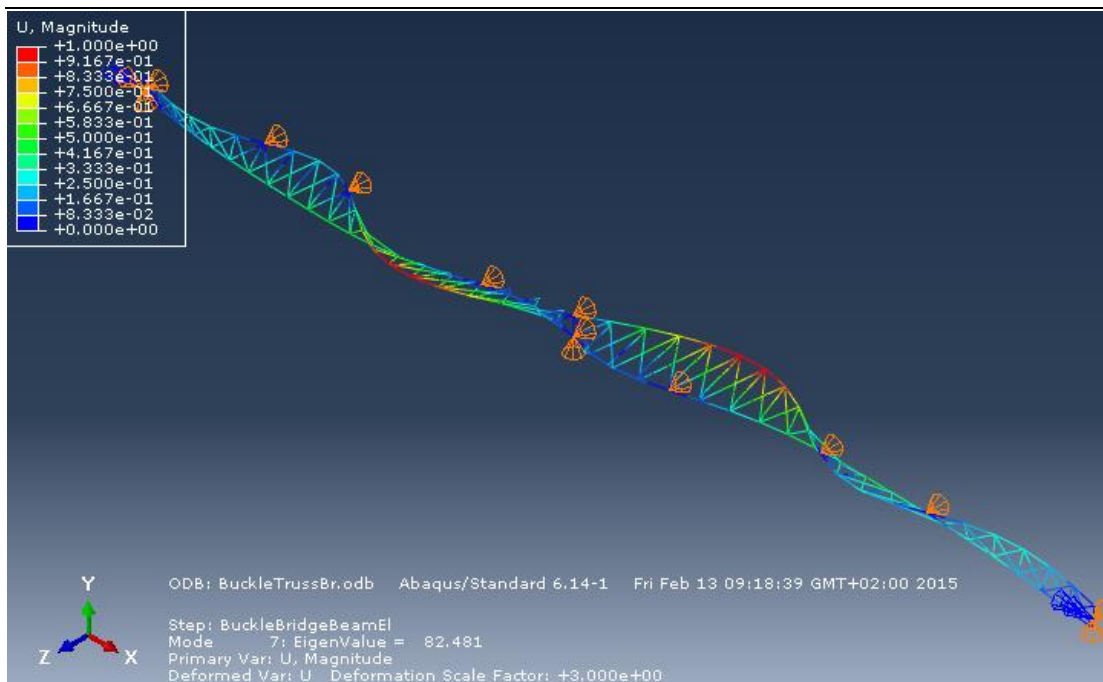 U, Magnitude
+1.000e+00
+9.167e-01
+8.333e-01
+7.500e-01
+6.667e-01
+5.833e-01
+5.000e-01
+4.167e-01
+3.333e-01
+2.500e-01
+1.667e-01
+8.333e-02
+0.000e+00
Y
Z
X
ODB: BuckleTrussBr.odb Abaqus/Standard 6.14-1 Fri Feb 13 09:18:39 GMT+02:00 2015
Step: BuckleBridgeBeamEl
Mode 7: EigenValue = 82.481
Primary Var: U, Magnitude
Deformed Var: U Deformation Scale Factor: +3.000e+00